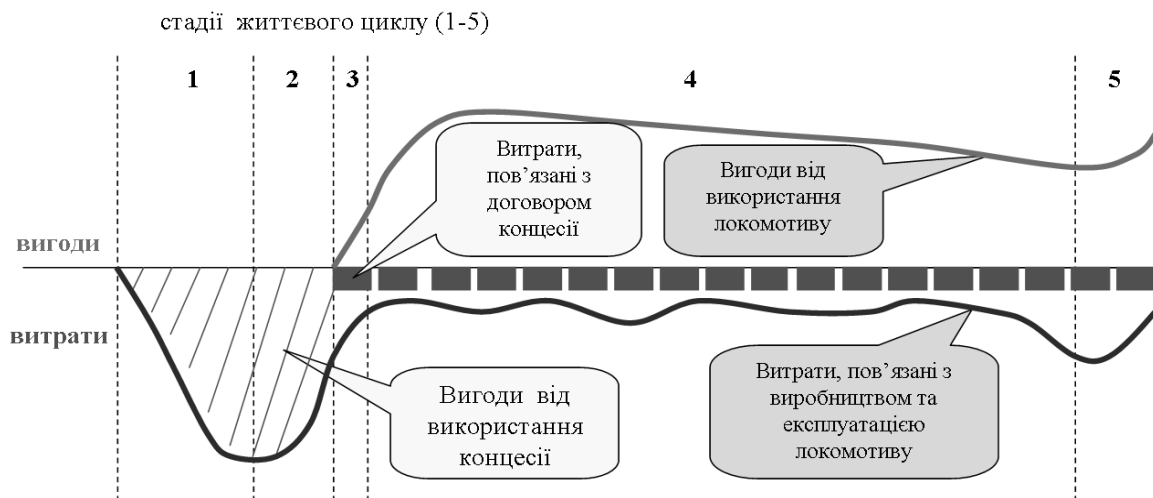 стадії життєвого циклу (1-5)
1 2 3 4 5
Витрати,
пов’язані з
договором
концесії
Вигоди від
використання
локомотиву
вигоди
витрати
Вигоди від
використання
концесії
Витрати, пов’язані з
виробництвом та
експлуатацією
локомотиву